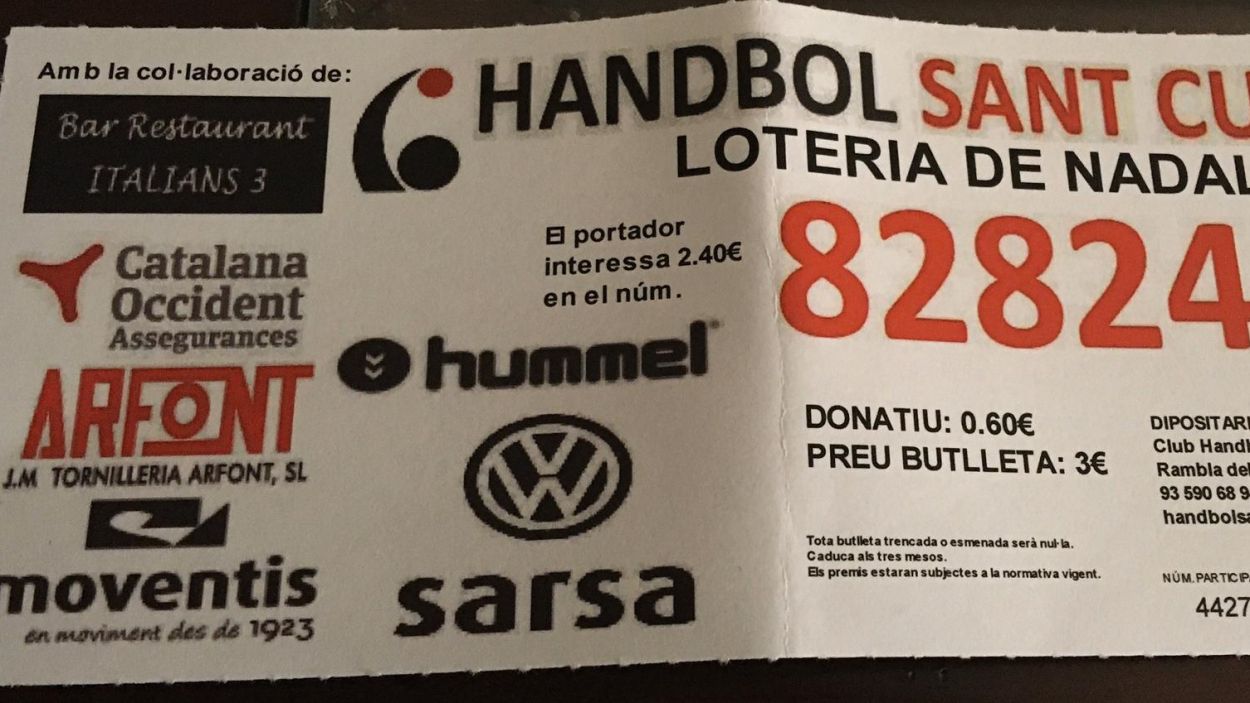 Amb la col·laboració de:
Bar Restaurant
ITALIANS 3
Catalana
Occident
Assegurances
ARFONT
J.M TORNILLERIA ARFONT, SL
moventis
en moviment des de 1923
HANDBOL SANT CU
LOTERIA DE NADAL
El portador
interessa 2.40€
en el núm.
82824
hummel
sarsa
DONATIU: 0.60€
PREU BUTLLETA: 3€
Tota butlleta trencada o esmenada serà nul·la.
Caduca als tres mesos.
Els premis estaran subjectes a la normativa vigent.
DIPOSITARI
Club Handb
Rambla del
93 590 68 9
handbolsa
NÚM.PARTICIPA
4427